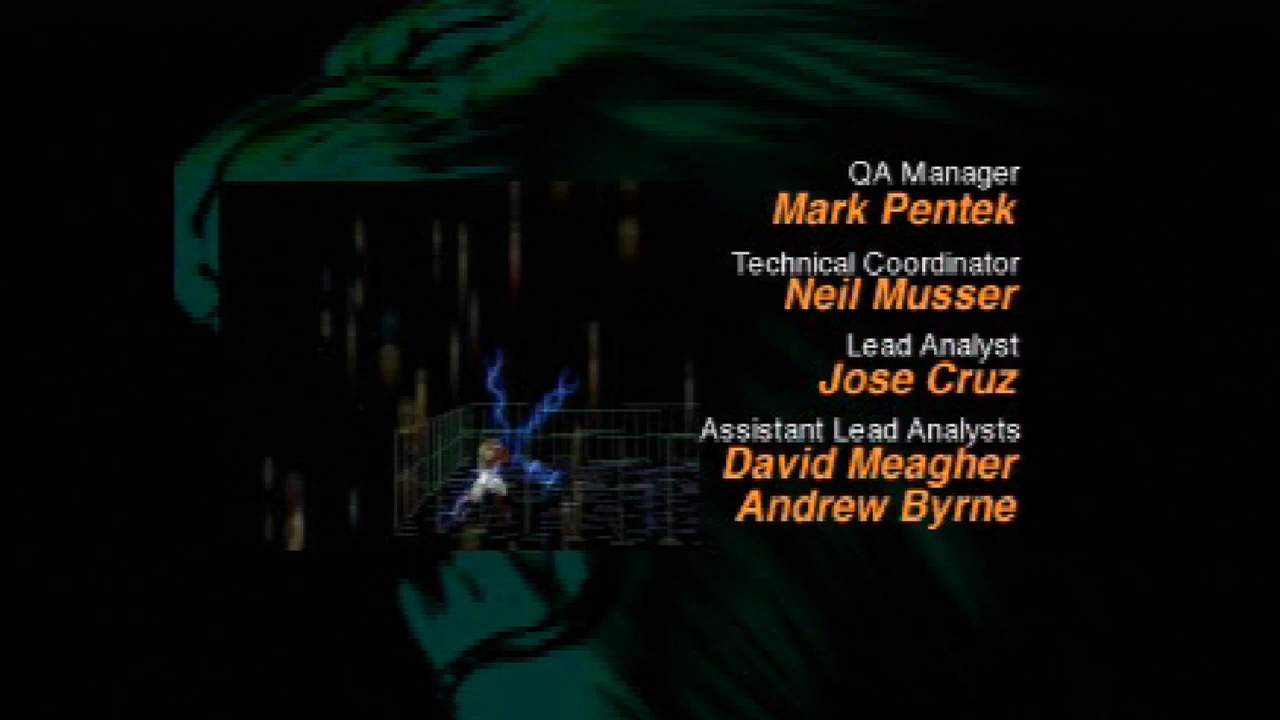 QA Manager
Mark Pentek
Technical Coordinator
Neil Musser
Lead Analyst
Jose Cruz
Assistant Lead Analysts
David Meagher
Andrew Byrne